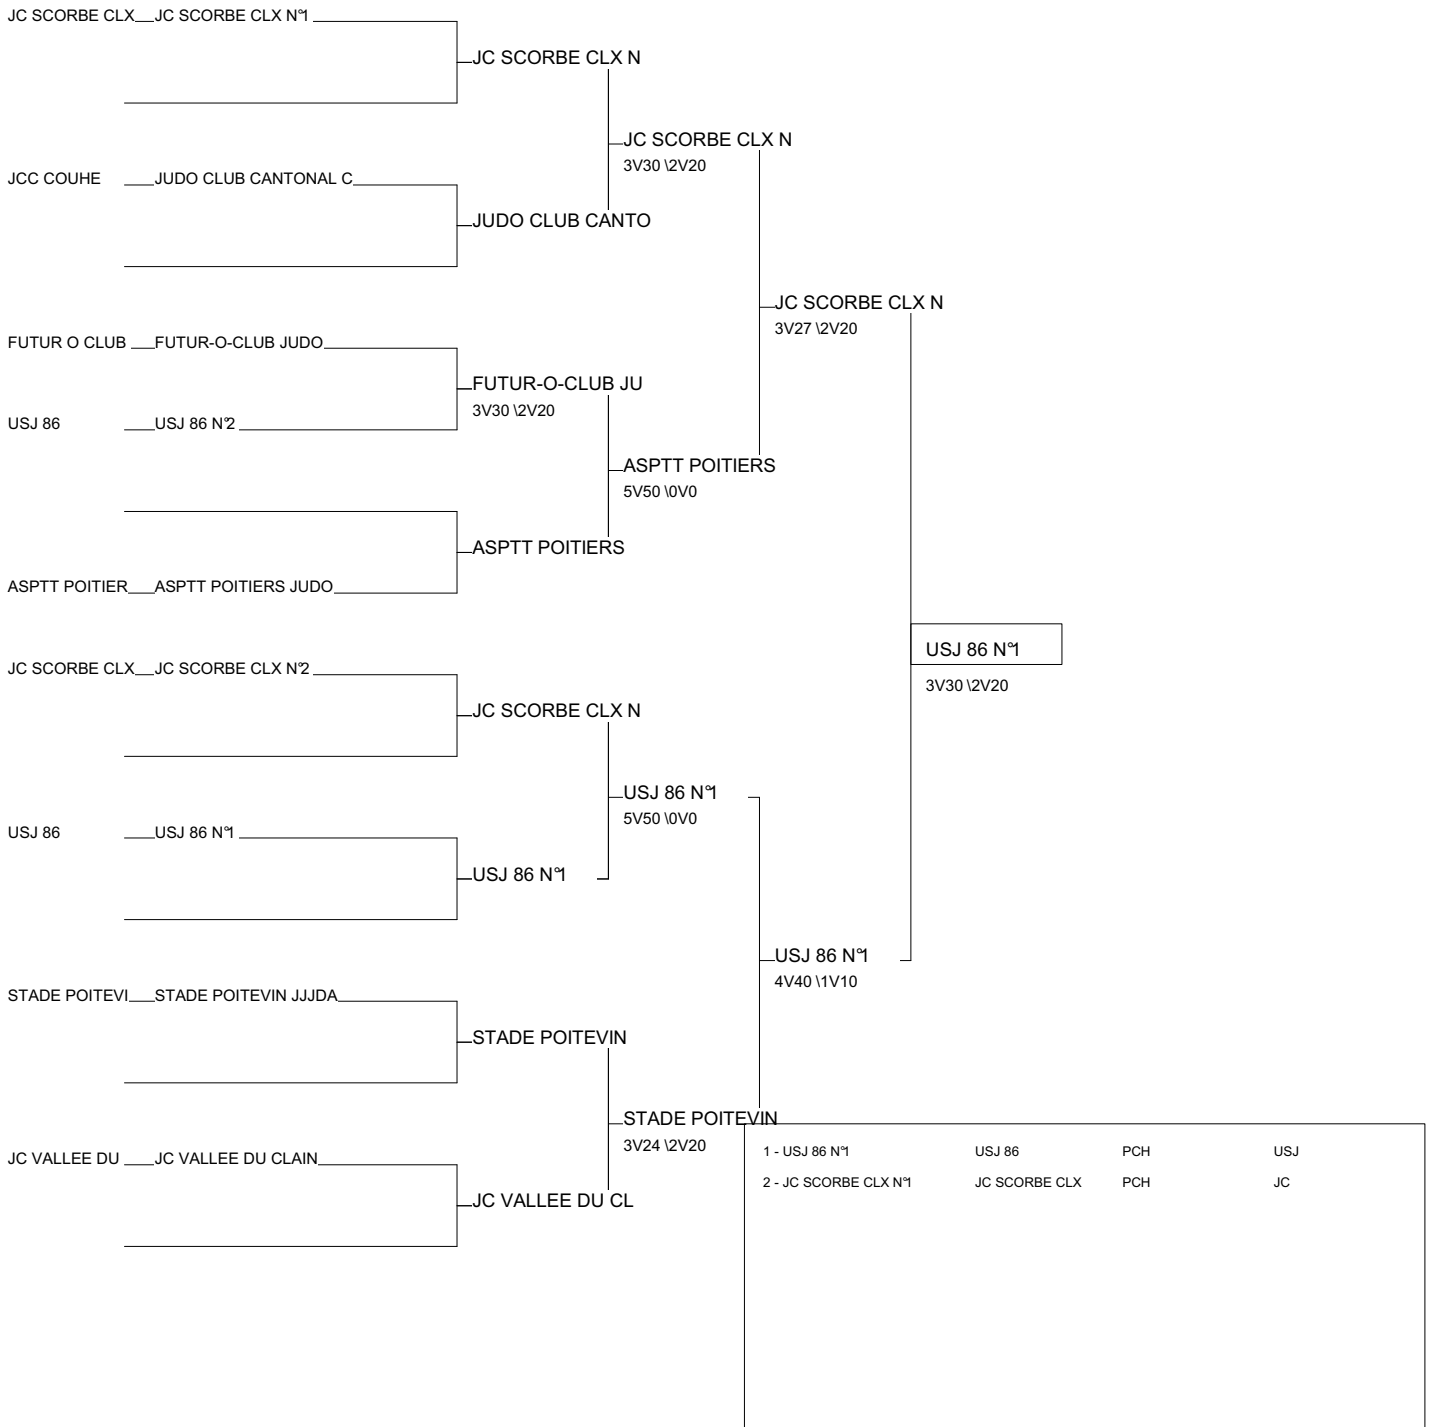 JC SCORBE CLX JC SCORBE CLX N°1
JC SCORBE CLX N
JC SCORBE CLX N
3V30 \2V20
JCC COUHE JUDO CLUB CANTONAL C
JUDO CLUB CANTO
JC SCORBE CLX N
3V27 \2V20
FUTUR O CLUB FUTUR-O-CLUB JUDO
FUTUR-O-CLUB JU
3V30 \2V20
USJ 86 USJ 86 N°2
ASPTT POITIERS
5V50 \0V0
ASPTT POITIERS
ASPTT POITIER ASPTT POITIERS JUDO
USJ 86 N°1
3V30 \2V20
JC SCORBE CLX JC SCORBE CLX N°2
JC SCORBE CLX N
USJ 86 N°1
5V50 \0V0
USJ 86 USJ 86 N°1
USJ 86 N°1
USJ 86 N°1
4V40 \1V10
STADE POITEVI STADE POITEVIN JJJDA
STADE POITEVIN
STADE POITEVIN
3V24 \2V20
JC VALLEE DU JC VALLEE DU CLAIN
JC VALLEE DU CL
1 - USJ 86 N°1 USJ 86 PCH USJ
2 - JC SCORBE CLX N°1 JC SCORBE CLX PCH JC